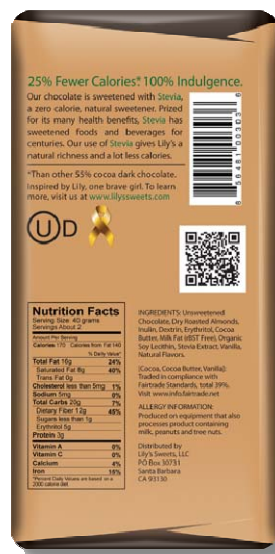 25% Fewer Calories*. 100% Indulgence.
Our chocolate is sweetened with Stevia,
a zero calorie, natural sweetener. Prized
for its many health benefits, Stevia has
sweetened foods and beverages for
centuries. Our use of Stevia gives Lily's a
natural richness and a lot less calories.
*Than other 55% cocoa dark chocolate.
Inspired by Lily, one brave girl. To learn
more, visit us at www.lilyssweets.com
U D
Nutrition Facts
Serving Size: 40 grams
Servings About 2
Amount Per Serving
Calories 170 Calories from Fat 140
% Daily Value*
Total Fat 16g 24%
Saturated Fat 8g 40%
Trans Fat 0g
Cholesterol less than 5mg 1%
Sodium 5mg 0%
Total Carbs 20g 7%
Dietary Fiber 12g 45%
Sugars less than 1g
Erythritol 5g
Protein 3g
Vitamin A 0%
Vitamin C 0%
Calcium 4%
Iron 15%
*Percent Daily Values are based on a
2000 calorie diet
INGREDIENTS: Unsweetened
Chocolate, Dry Roasted Almonds,
Inulin, Dextrin, Erythritol, Cocoa
Butter, Milk Fat (rBST Free), Organic
Soy Lecithin, Stevia Extract, Vanilla,
Natural Flavors.
(Cocoa, Cocoa Butter, Vanilla):
Traded in compliance with
Fairtrade Standards, total 39%.
Visit www.info.fairtrade.net
ALLERGY INFORMATION:
Produced on equipment that also
processes product containing
milk, peanuts and tree nuts.
Distributed by
Lily's Sweets, LLC
PO Box 30731
Santa Barbara
CA 93130